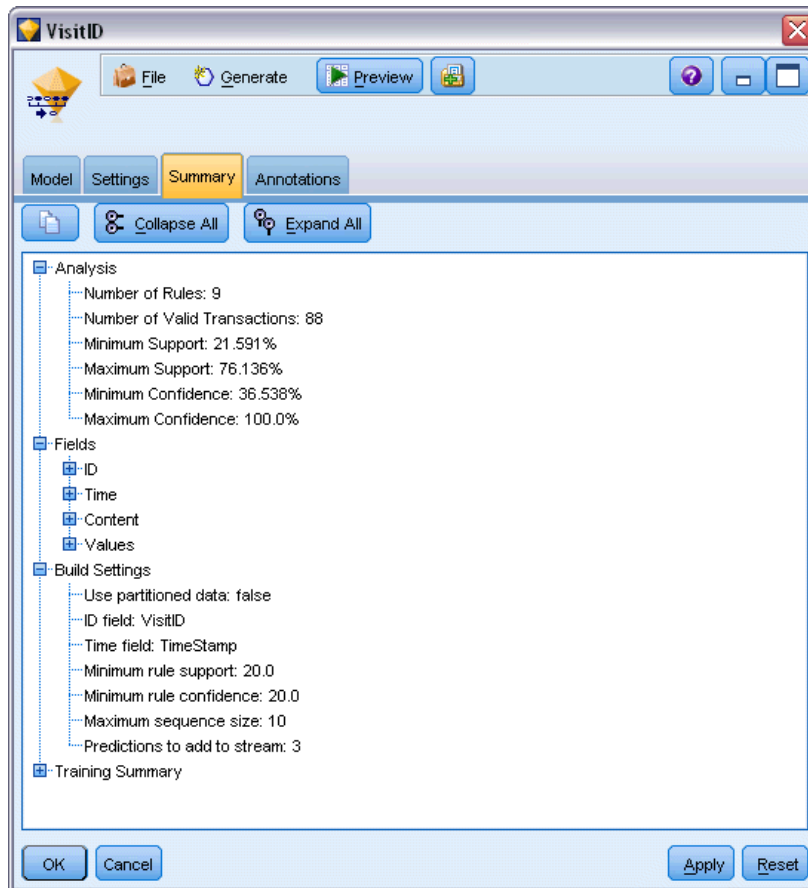 VisitID
File Generate Preview
Model Settings Summary Annotations
Collapse All Expand All
Analysis
Number of Rules: 9
Number of Valid Transactions: 88
Minimum Support: 21.591%
Maximum Support: 76.136%
Minimum Confidence: 36.538%
Maximum Confidence: 100.0%
Fields
ID
Time
Content
Values
Build Settings
Use partitioned data: false
ID field: VisitID
Time field: TimeStamp
Minimum rule support: 20.0
Minimum rule confidence: 20.0
Maximum sequence size: 10
Predictions to add to stream: 3
Training Summary
OK Cancel Apply Reset